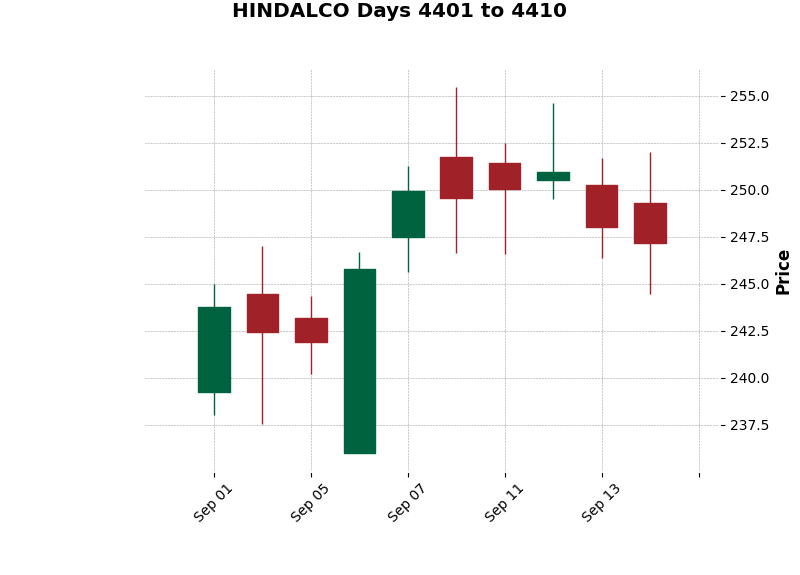 HINDALCO Days 4401 to 4410
255.0
252.5
250.0
247.5
245.0
242.5
240.0
237.5
Price
Sep 01
Sep 05
Sep 07
Sep 11
Sep 13